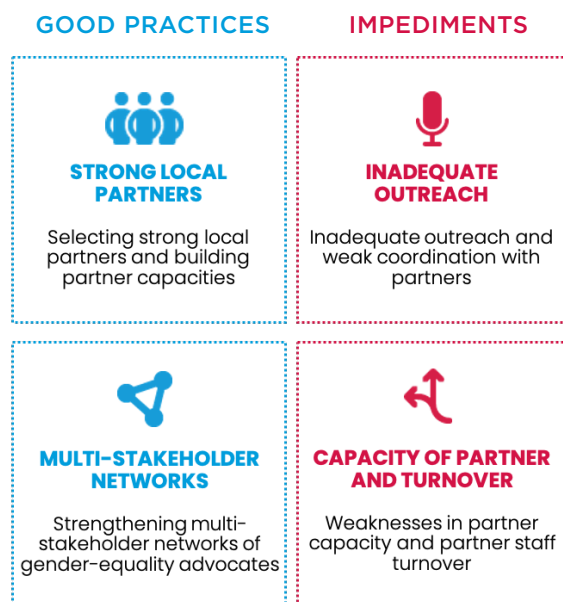 GOOD PRACTICES
IMPEDIMENTS
STRONG LOCAL
PARTNERS
Selecting strong local
partners and building
partner capacities
INADEQUATE
OUTREACH
Inadequate outreach and
weak coordination with
partners
MULTI-STAKEHOLDER
NETWORKS
Strengthening multi-
stakeholder networks of
gender-equality advocates
CAPACITY OF PARTNER
AND TURNOVER
Weaknesses in partner
capacity and partner staff
turnover